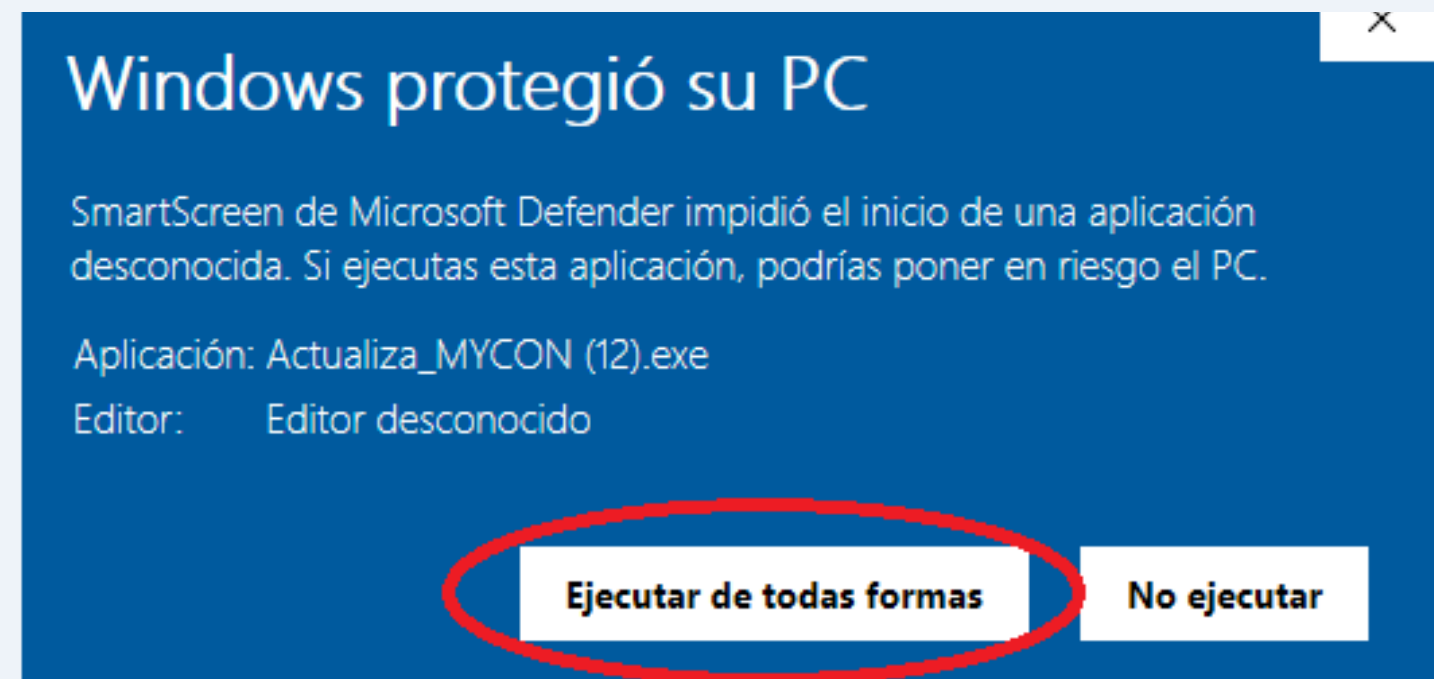 Windows protegió su PC
SmartScreen de Microsoft Defender impidió el inicio de una aplicación
desconocida. Si ejecutas esta aplicación, podrías poner en riesgo el PC.
Aplicación: Actualiza_MYCON (12).exe
Editor: Editor desconocido
Ejecutar de todas formas No ejecutar